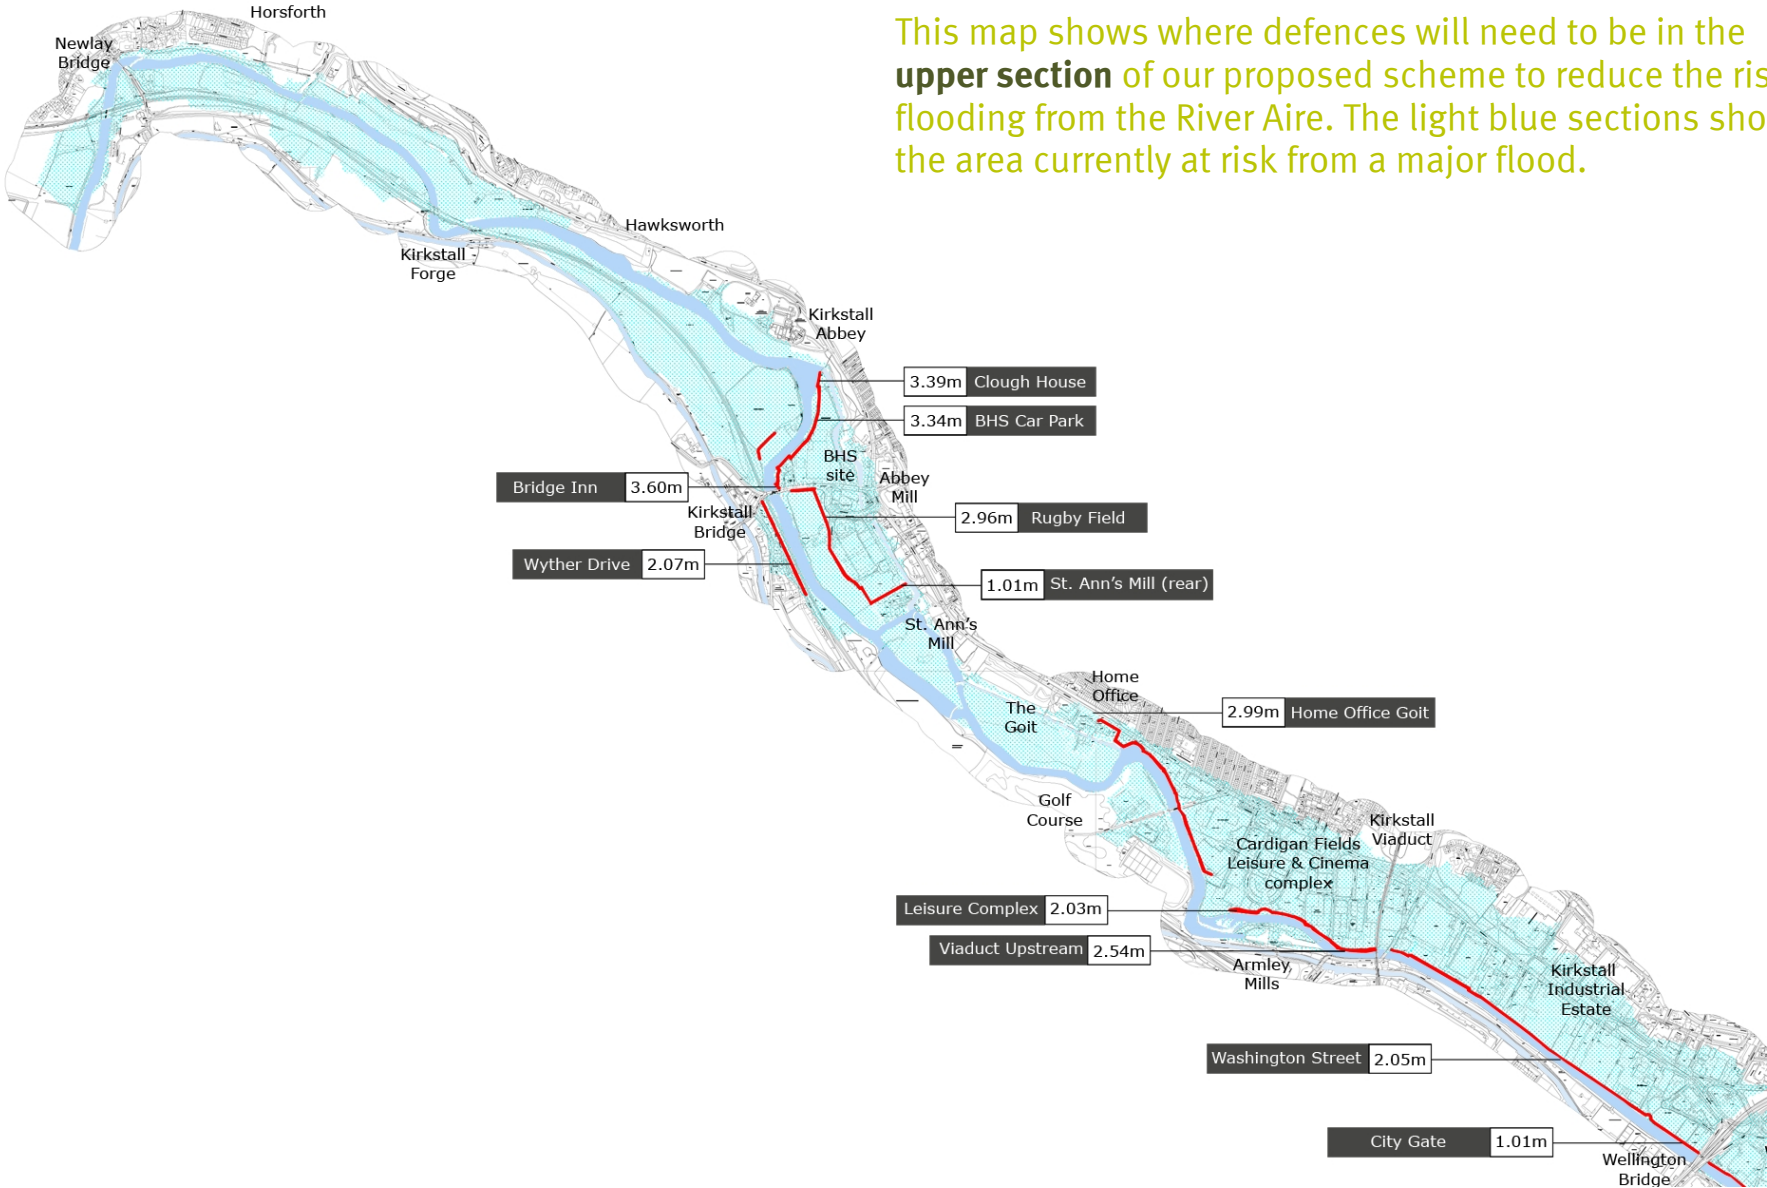 This map shows where defences will need to be in the
upper section of our proposed scheme to reduce the ris
flooding from the River Aire. The light blue sections sho
the area currently at risk from a major flood.
Horsforth
Newlay
Bridge
Hawksworth
Kirkstall
Forge
Kirkstall
Abbey
3.39m Clough House
3.34m BHS Car Park
BHS
site
Abbey
Mill
Bridge Inn 3.60m
Kirkstall
Bridge
2.96m Rugby Field
Wyther Drive 2.07m
1.01m St. Ann's Mill (rear)
St. Ann's
Mill
Home
Office
The
Goit
2.99m Home Office Goit
Golf
Course
Kirkstall
Viaduct
Cardigan Fields
Leisure & Cinema
complex
Leisure Complex 2.03m
Viaduct Upstream 2.54m
Armley
Mills
Kirkstall
Industrial
Estate
Washington Street 2.05m
City Gate 1.01m
Wellington
Bridge